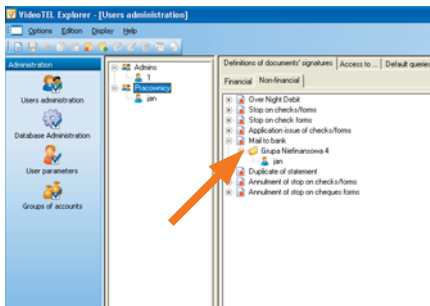 VideoTEL Explorer - [Users administration]
Options Edition Display Help
Administration
Users administration
Database Administration
User parameters
Groups of accounts
Admins
1
Pracownicy
jan
Definitions of documents' signatures Access to ... Default queries
Financial Non-financial
Over Night Debit
Stop on checks/forms
Stop on check forms
Application issue of checks/forms
Mail to bank
Grupa Niefinansowa 4
jan
Duplicate of statement
Annulment of stop on checks/forms
Annulment of stop on cheques forms